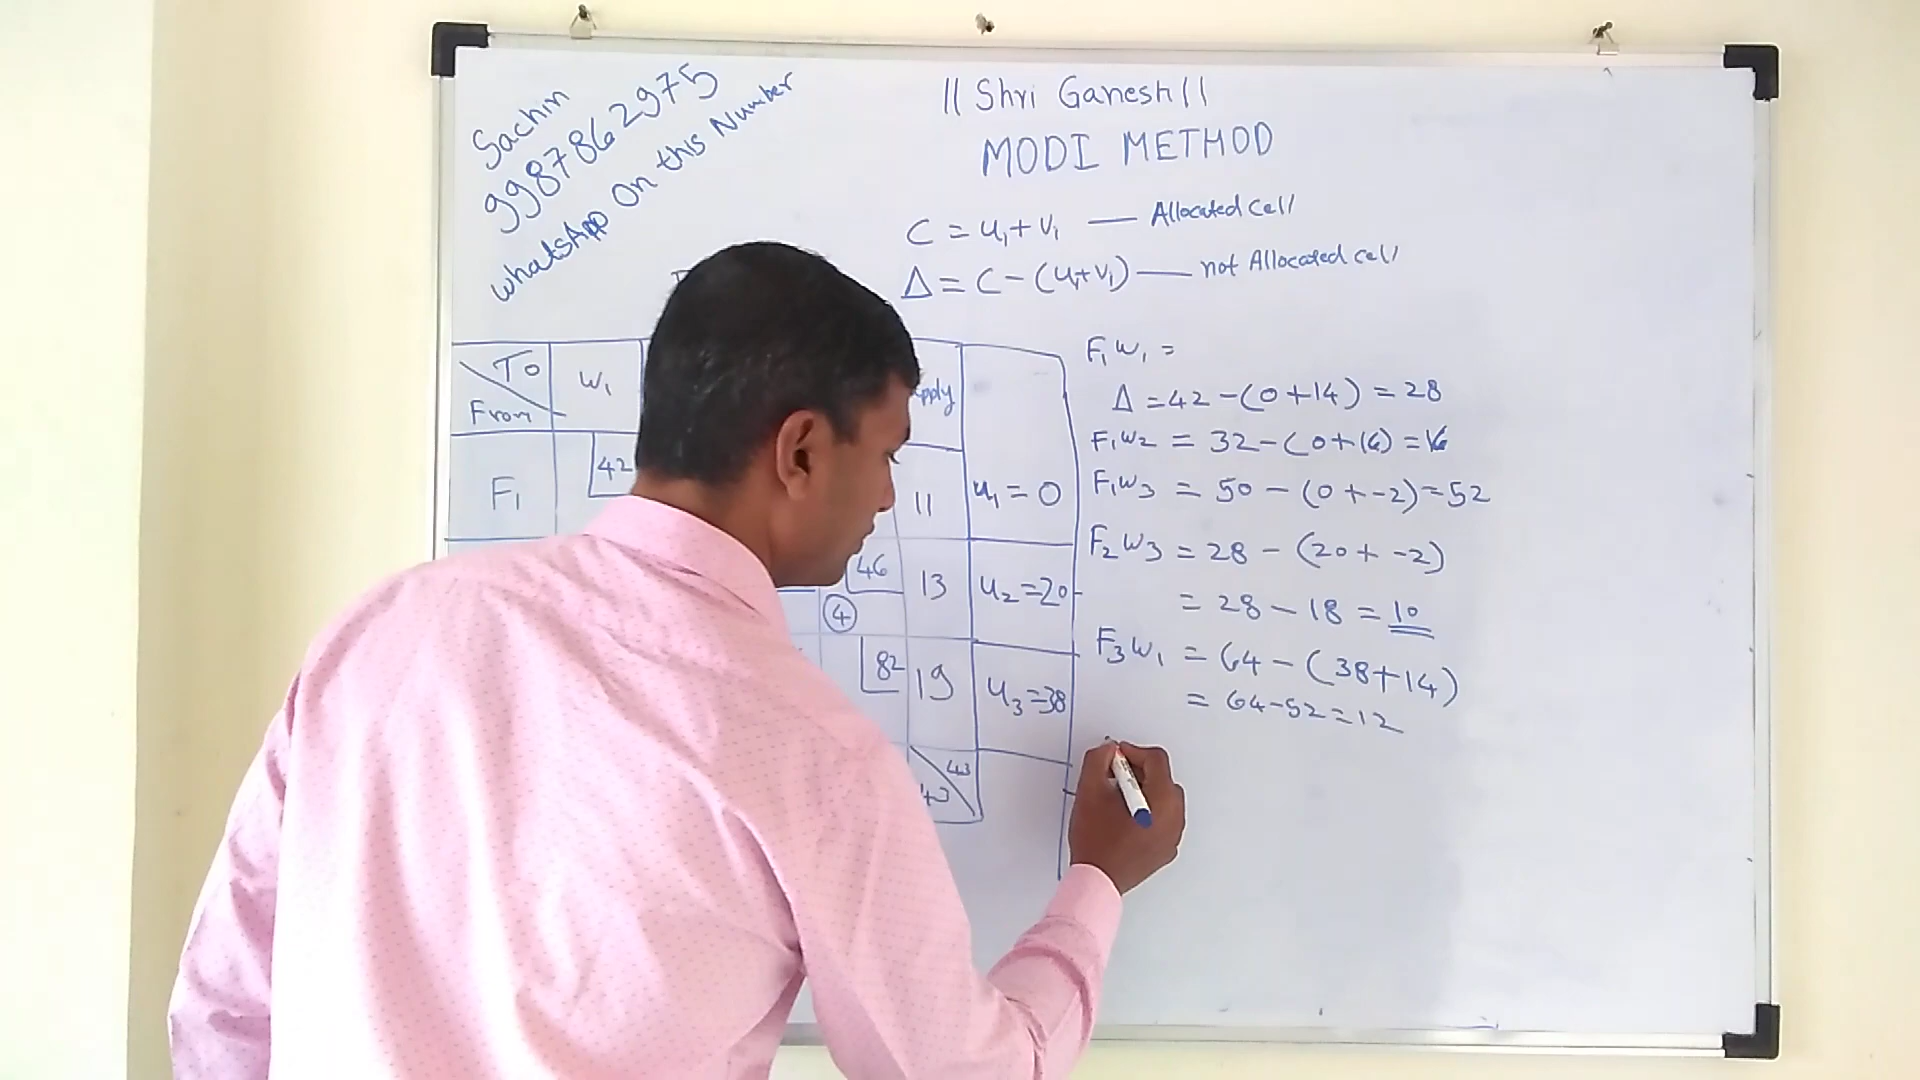 Sachin
9987862975
whatsApp On this Number
|| Shri Ganesh ||
MODI METHOD
C = u₁+v₁ — Allocated cell
Δ = C - (u₁+v₁) — not Allocated cell
To
From
W₁
F₁
42
11
u₁ = 0
46
4
13
u₂=20
82
19
u₃=38
43
43
F₁W₁ =
Δ = 42 - (0+14) = 28
F₁W₂ = 32 - (0+16) = 16
F₁W₃ = 50 - (0+-2) = 52
F₂W₃ = 28 - (20+-2)
= 28 - 18 = 10
F₃W₁ = 64 - (38+14)
= 64-52=12